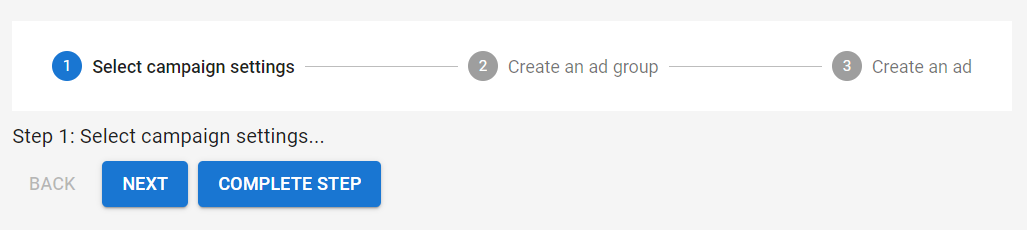 1 Select campaign settings 2 Create an ad group 3 Create an ad
Step 1: Select campaign settings...
BACK NEXT COMPLETE STEP